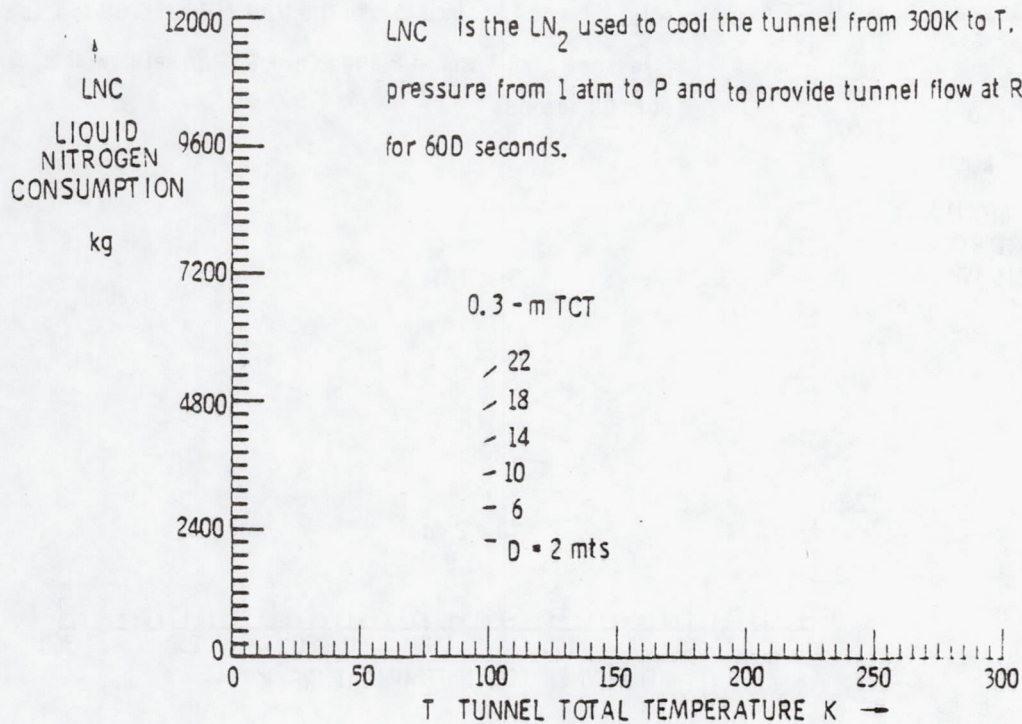 12000
LNC is the LN2 used to cool the tunnel from 300K to T,
pressure from 1 atm to P and to provide tunnel flow at R
for 60D seconds.
LNC
LIQUID
NITROGEN
CONSUMPTION
kg
9600
7200
0.3-m TCT
22
4800
18
14
10
6
2400
D = 2 mts
0
0 50 100 150 200 250 300
T TUNNEL TOTAL TEMPERATURE K